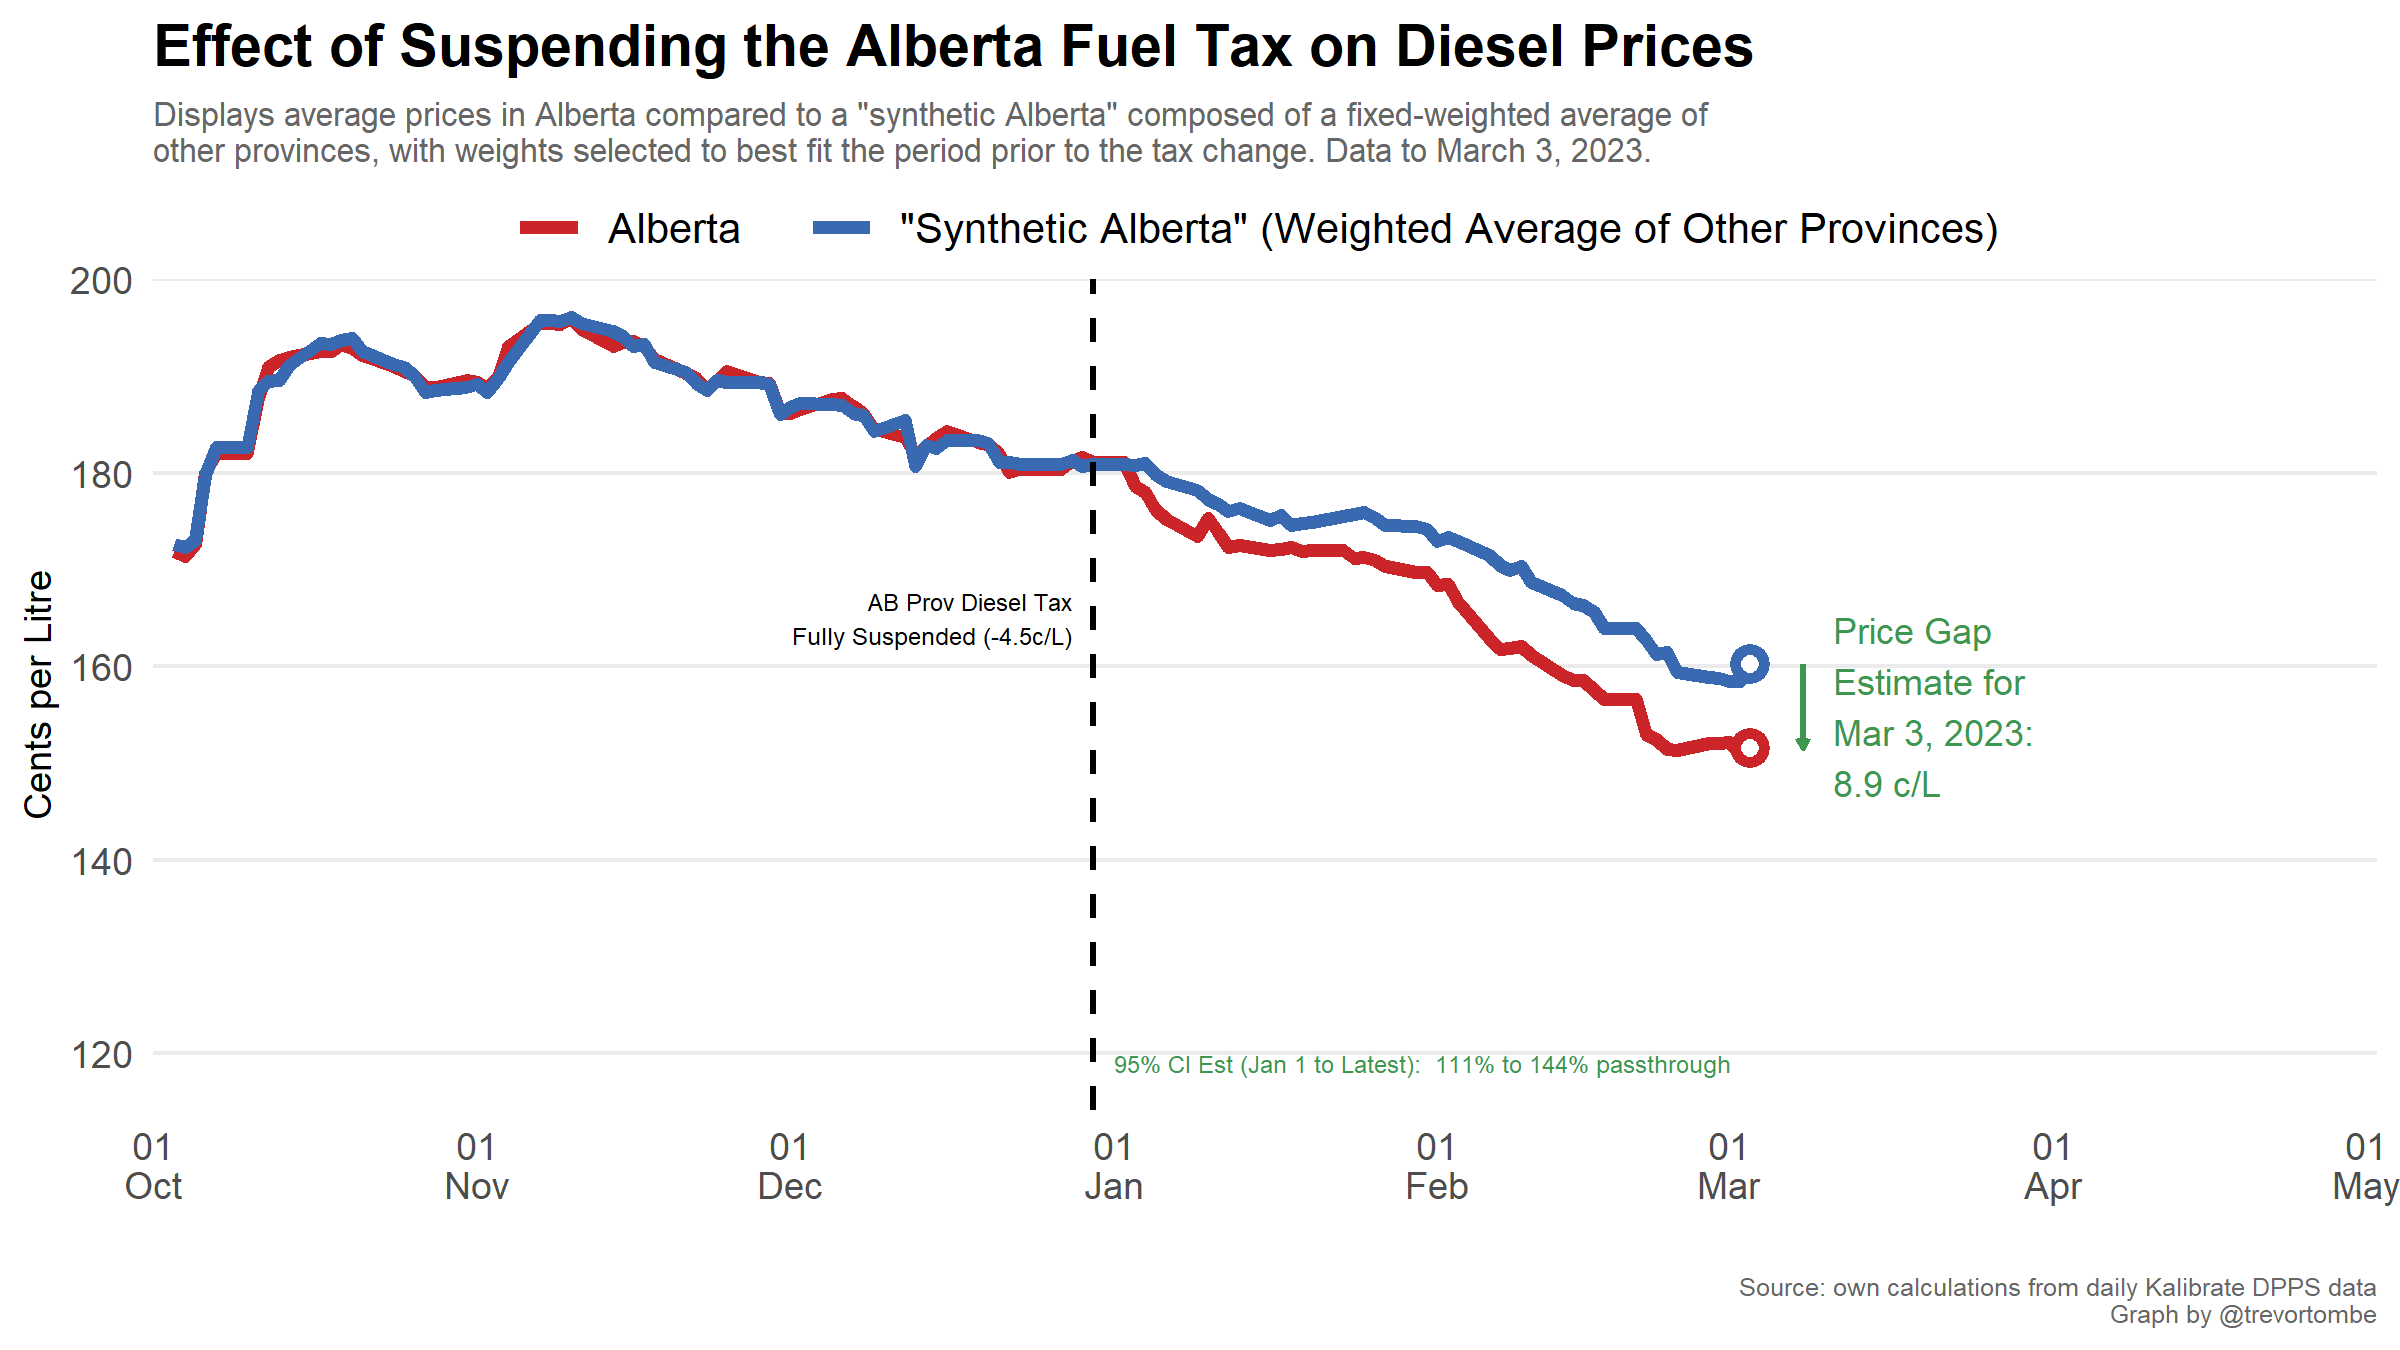 Effect of Suspending the Alberta Fuel Tax on Diesel Prices
Displays average prices in Alberta compared to a "synthetic Alberta" composed of a fixed-weighted average of
other provinces, with weights selected to best fit the period prior to the tax change. Data to March 3, 2023.
Alberta
"Synthetic Alberta" (Weighted Average of Other Provinces)
Cents per Litre
200
180
160
140
120
AB Prov Diesel Tax
Fully Suspended (-4.5c/L)
Price Gap
Estimate for
Mar 3, 2023:
8.9 c/L
95% CI Est (Jan 1 to Latest):  111% to 144% passthrough
01 01 01 01 01 01 01 01
Oct Nov Dec Jan Feb Mar Apr May
Source: own calculations from daily Kalibrate DPPS data
Graph by @trevortombe